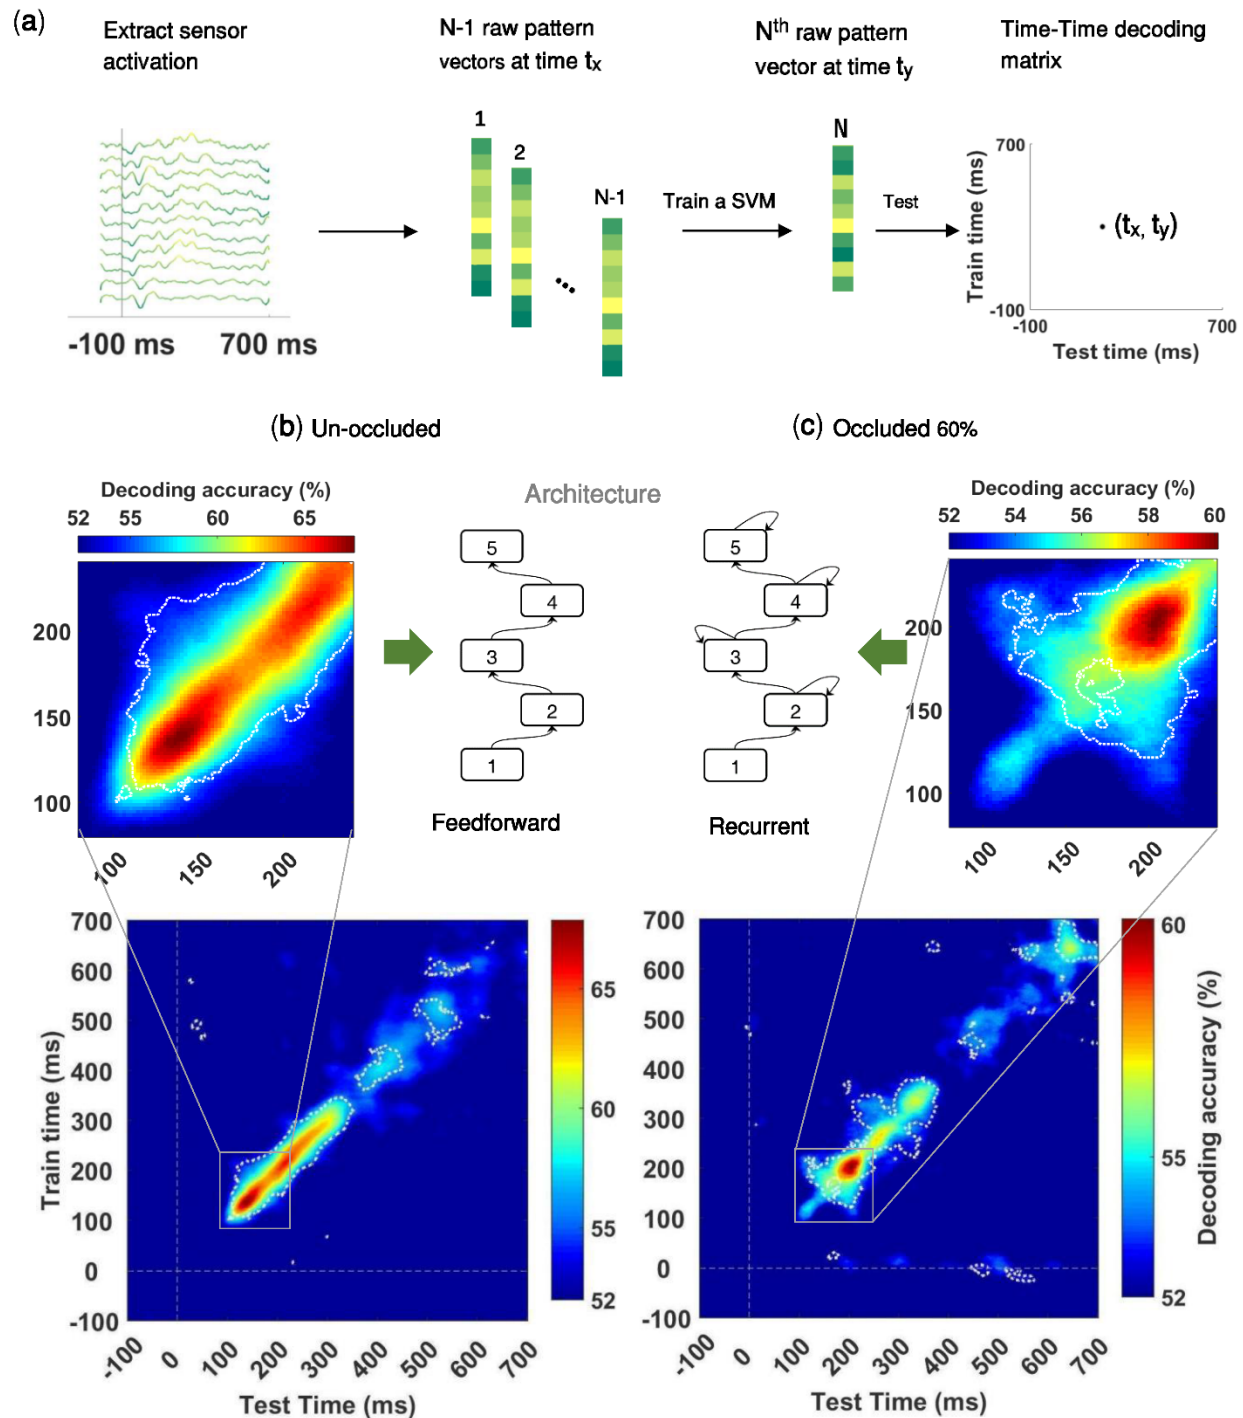 (a)
Extract sensor
activation
N-1 raw pattern
vectors at time tx
Nth raw pattern
vector at time ty
Time-Time decoding
matrix
1
2
N-1
N
Train a SVM
Test
-100 ms 700 ms
Train time (ms)
700
-100
(tx, ty)
-100 700
Test time (ms)
(b) Un-occluded
(c) Occluded 60%
Decoding accuracy (%)
52 55 60 65
Architecture
Decoding accuracy (%)
52 54 56 58 60
200
150
100
100 150 200
5
4
3
2
1
Feedforward
5
4
3
2
1
Recurrent
200
150
100
100 150 200
Train time (ms)
700
600
500
400
300
200
100
0
-100
-100 0 100 200 300 400 500 600 700
Test Time (ms)
65
60
55
52
700
600
500
400
300
200
100
0
-100
-100 0 100 200 300 400 500 600 700
Test Time (ms)
60
55
52
Decoding accuracy (%)